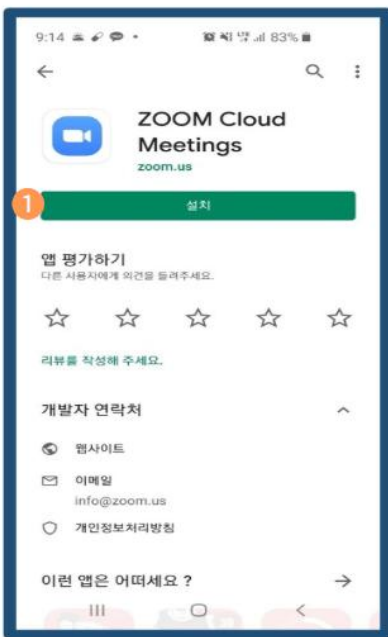 9:14
83%
ZOOM Cloud
Meetings
zoom.us
1
설치
앱 평가하기
다른 사용자에게 의견을 들려주세요.
리뷰를 작성해 주세요.
개발자 연락처
웹사이트
이메일
info@zoom.us
개인정보처리방침
이런 앱은 어떠세요 ?